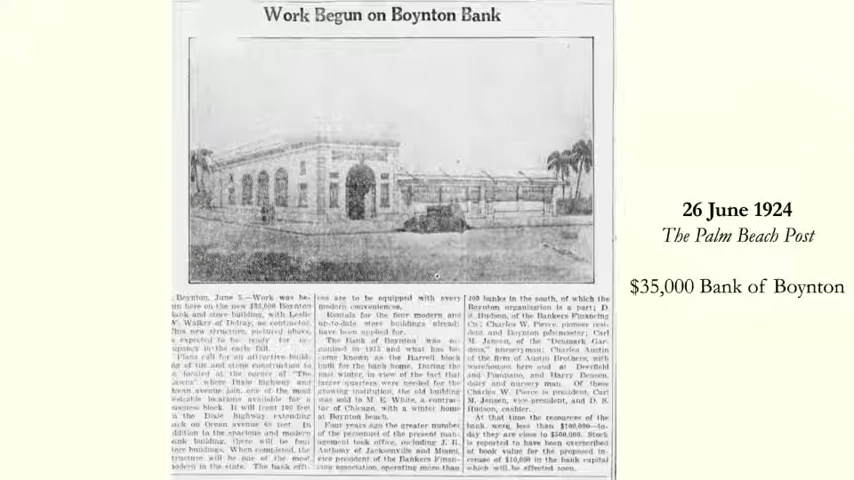 Work Begun on Boynton Bank
Boynton, June 5.—Work was be-
here on the new $35,000 Boynton
bank and store building, with Leslie
W. Walker of Delray, as contractor.
This new structure, pictured above,
is expected to be ready for
in the early fall.
Plans call for an attractive build-
of tile and stone construction to
be located at the corner of "The
where Dixie highway and
Ocean avenue join, one of the most
locations available for a
business block. It will front 100 feet
on the Dixie highway extending
back on Ocean avenue feet. In
addition to the spacious and modern
bank building, there will be four
store buildings. When completed, the
structure will be one of the most
modern in the state. The bank
are to be equipped with every
modern conveniences.
Rentals for the four modern and
up-to-date store buildings already
have been applied for.
The Bank of Boynton was or-
ganized in and what has be-
come known as the Harrell block
built for the bank home. During the
past winter, in view of the fact that
larger quarters were needed for the
growing institution, the old building
was sold to M. E. White, a contrac-
tor of Chicago, with a winter home
at Boynton beach.
Four years ago the greater number
of the personnel of the present man-
agement took office, including J. R.
Anthony of Jacksonville and Miami,
vice president of the Bankers Finan-
cing association, operating more than
100 banks in the south, of which the
Boynton organization is a part; D.
Hudson, of the Bankers Financing
Co.; Charles W. Pierce, pioneer resi-
dent and Boynton postmaster; Carl
M. Jensen, of the "Denmark Gar-
dens," nurseryman; Charles Austin
of the firm of Austin Brothers, with
warehouses here and at Deerfield
and Pompano, and Harry Benson,
dairy and nursery man. Of these
Charles W. Pierce is president, Carl
M. Jensen, vice-president, and D.
Hudson, cashier.
At that time the resources of the
bank were less than $100,000—to-
day they are close to $500,000. Stock
is reported to have been oversubscribed
at book value for the proposed in-
crease of $10,000 in the bank capital
which will be effected soon.
26 June 1924
The Palm Beach Post
$35,000 Bank of Boynton